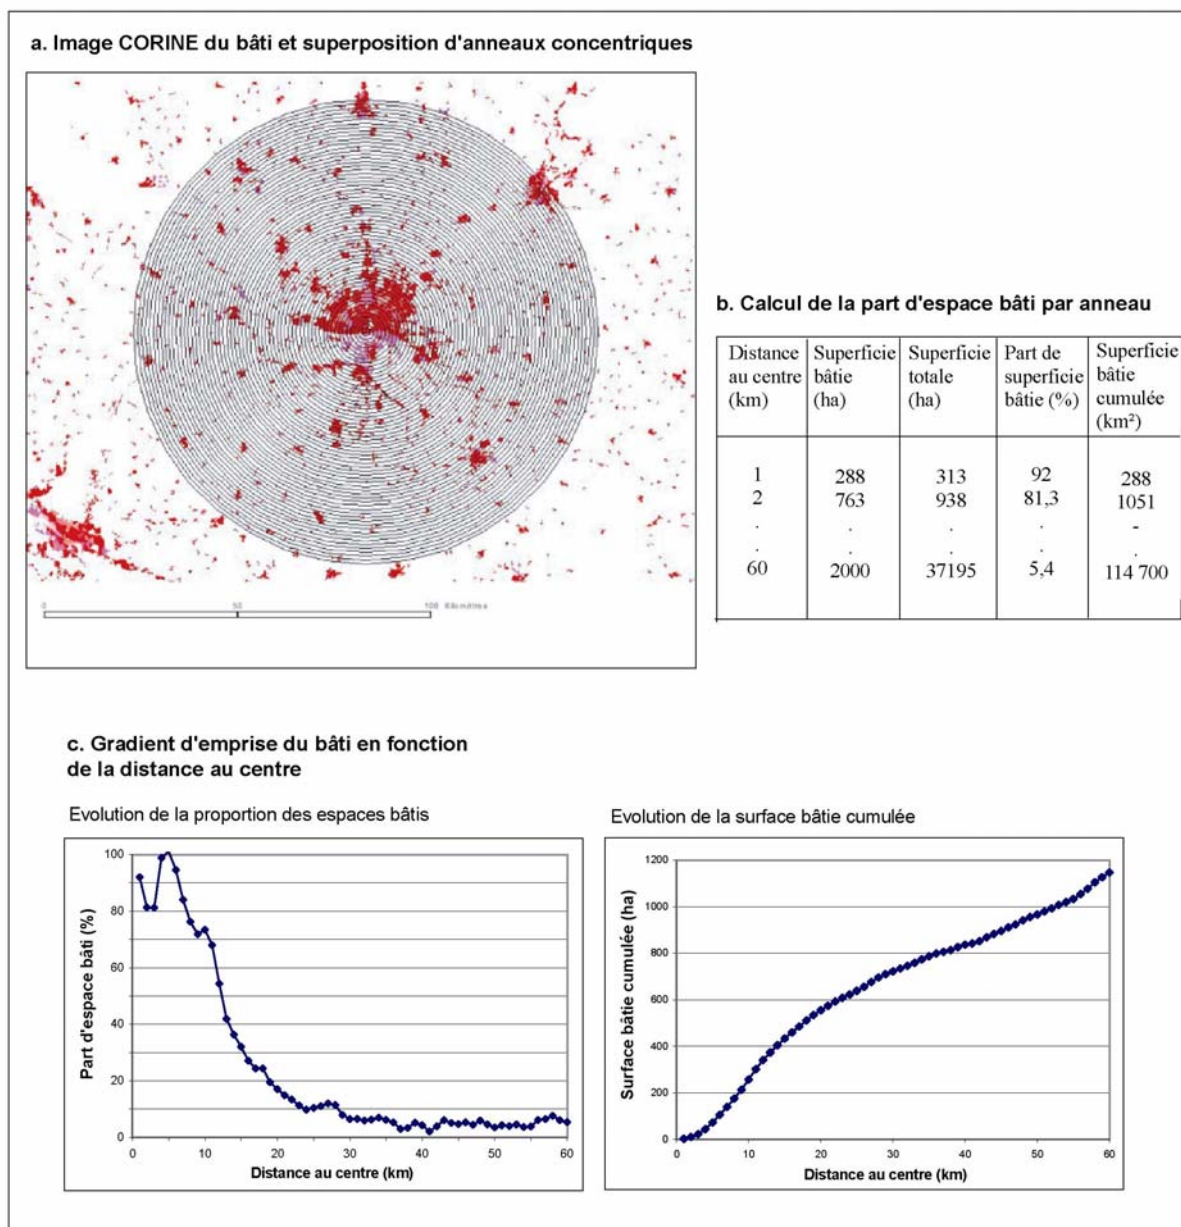 a. Image CORINE du bâti et superposition d'anneaux concentriques
0 50 100 Kilomètres
b. Calcul de la part d'espace bâti par anneau
Distance au centre (km) Superficie bâtie (ha) Superficie totale (ha) Part de superficie bâtie (%) Superficie bâtie cumulée (km²)
1 288 313 92 288
2 763 938 81,3 1051
. . . . -
. . . . .
60 2000 37195 5,4 114 700
c. Gradient d'emprise du bâti en fonction
de la distance au centre
Evolution de la proportion des espaces bâtis
100
80
60
40
20
0
Part d'espace bâti (%)
0 10 20 30 40 50 60
Distance au centre (km)
Evolution de la surface bâtie cumulée
1200
1000
800
600
400
200
0
Surface bâtie cumulée (ha)
0 10 20 30 40 50 60
Distance au centre (km)